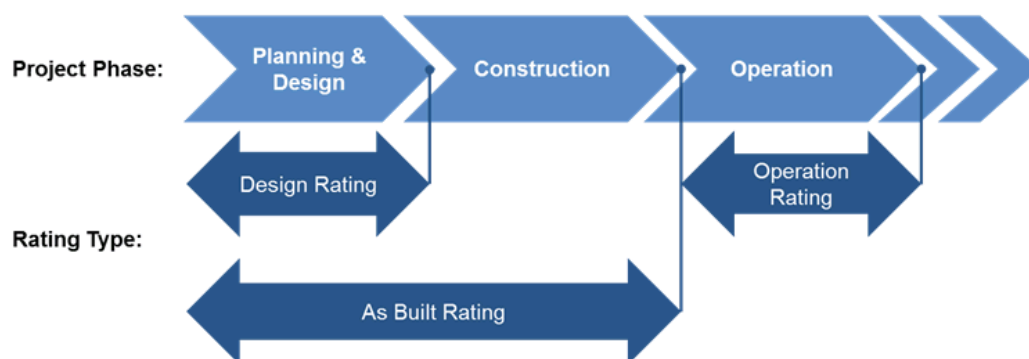 Project Phase:
Planning &
Design
Construction
Operation
Design Rating
Operation
Rating
Rating Type:
As Built Rating